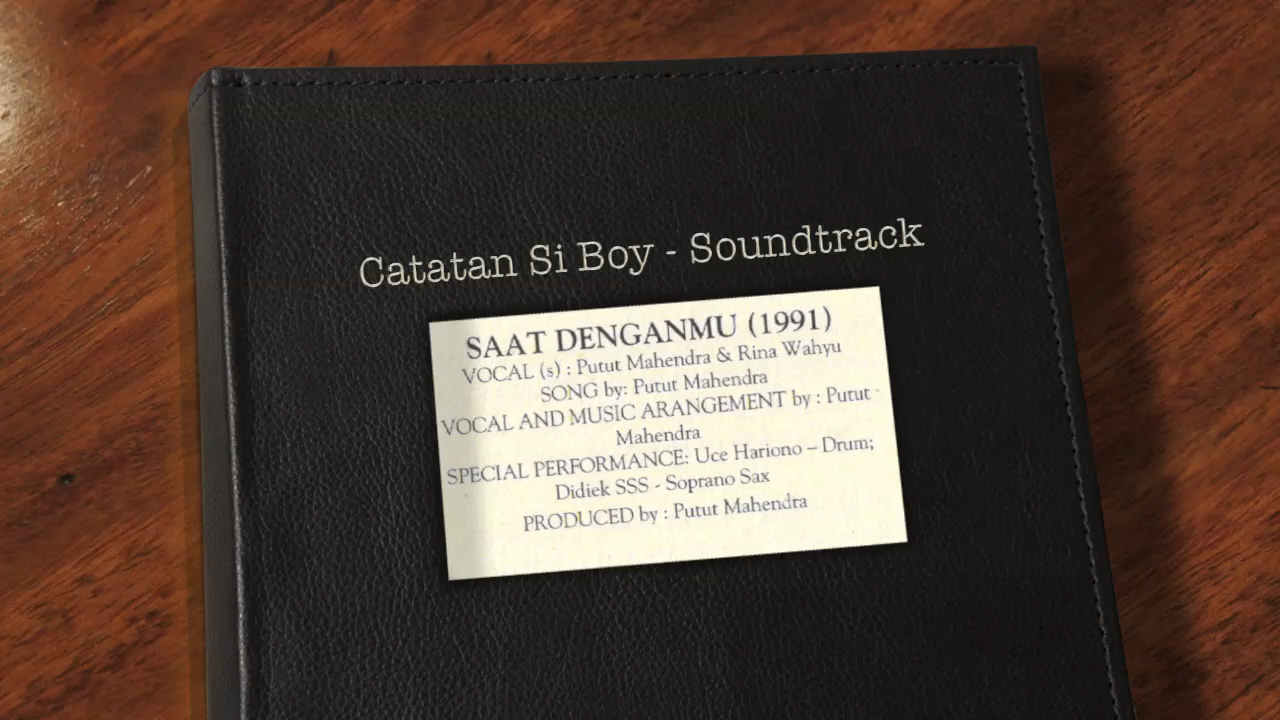 Catatan Si Boy - Soundtrack
SAAT DENGANMU (1991)
VOCAL (s) : Putut Mahendra & Rina Wahyu
SONG by: Putut Mahendra
VOCAL AND MUSIC ARANGEMENT by : Putut -
Mahendra
SPECIAL PERFORMANCE: Uce Hariono – Drum;
Didiek SSS - Soprano Sax
PRODUCED by : Putut Mahendra